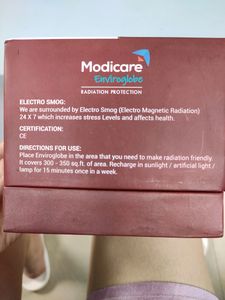 Modicare
Enviroglobe
RADIATION PROTECTION
ELECTRO SMOG:
We are surrounded by Electro Smog (Electro Magnetic Radiation)
24 X 7 which increases stress Levels and affects health.
CERTIFICATION:
CE
DIRECTIONS FOR USE:
Place Enviroglobe in the area that you need to make radiation friendly.
It covers 300 - 350 sq.ft. of area. Recharge in sunlight / artificial light /
lamp for 15 minutes once in a week.